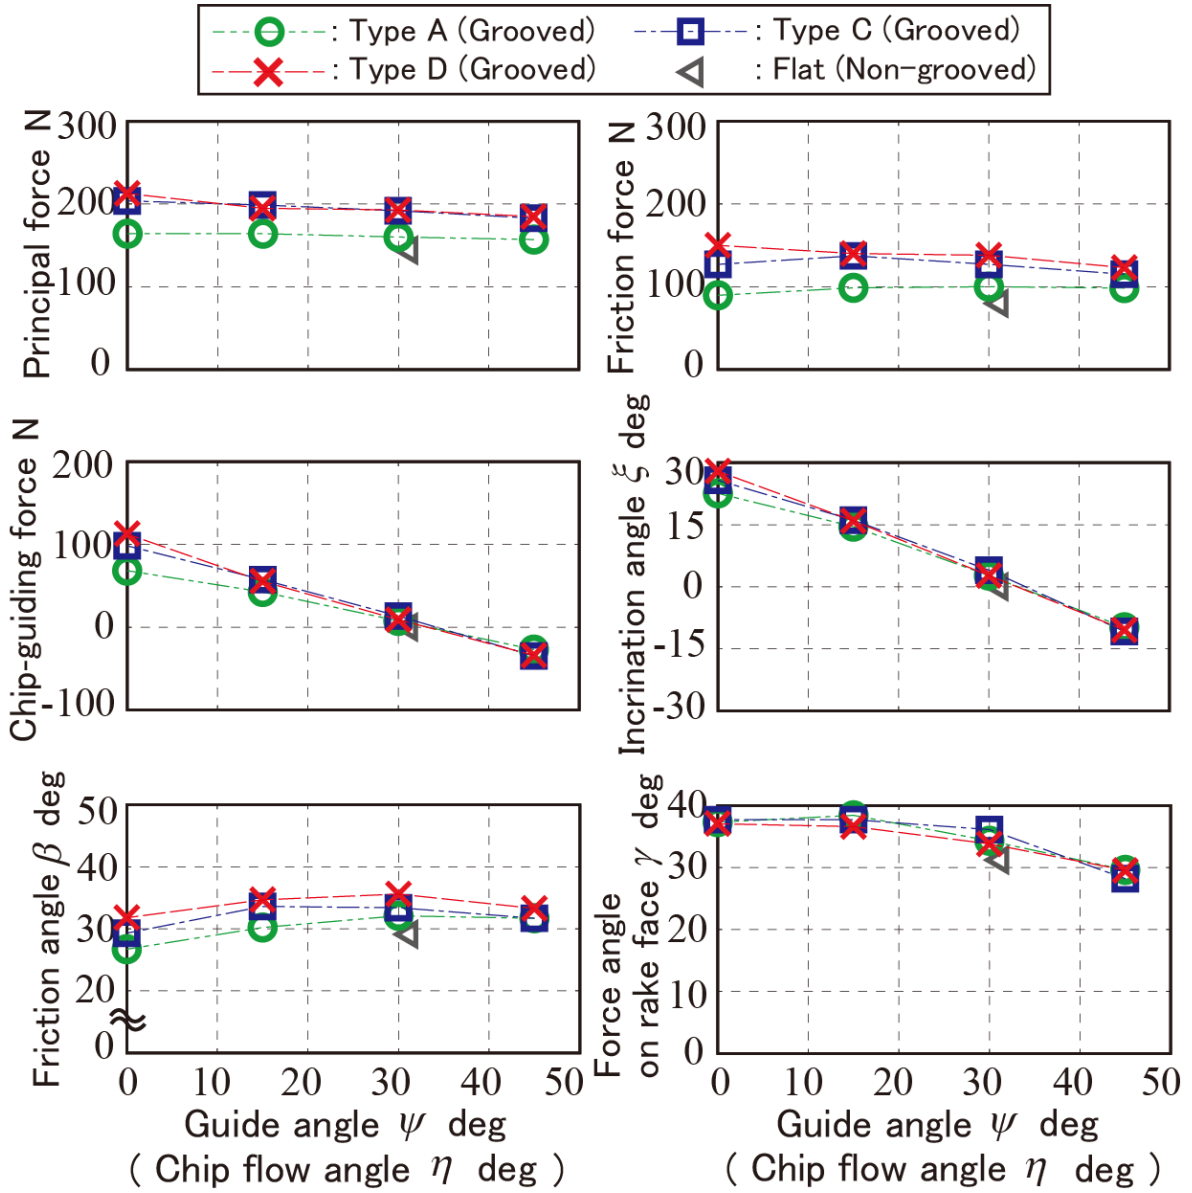 : Type A (Grooved) : Type C (Grooved)
: Type D (Grooved) : Flat (Non-grooved)
Principal force N
300
200
100
0
Friction force N
300
200
100
0
Chip-guiding force N
200
100
0
-100
Incrination angle ξ deg
30
15
0
-15
-30
Friction angle β deg
50
40
30
20
0
0 10 20 30 40 50
Guide angle ψ deg
( Chip flow angle η deg )
Force angle
on rake face γ deg
40
30
20
10
0
0 10 20 30 40 50
Guide angle ψ deg
( Chip flow angle η deg )